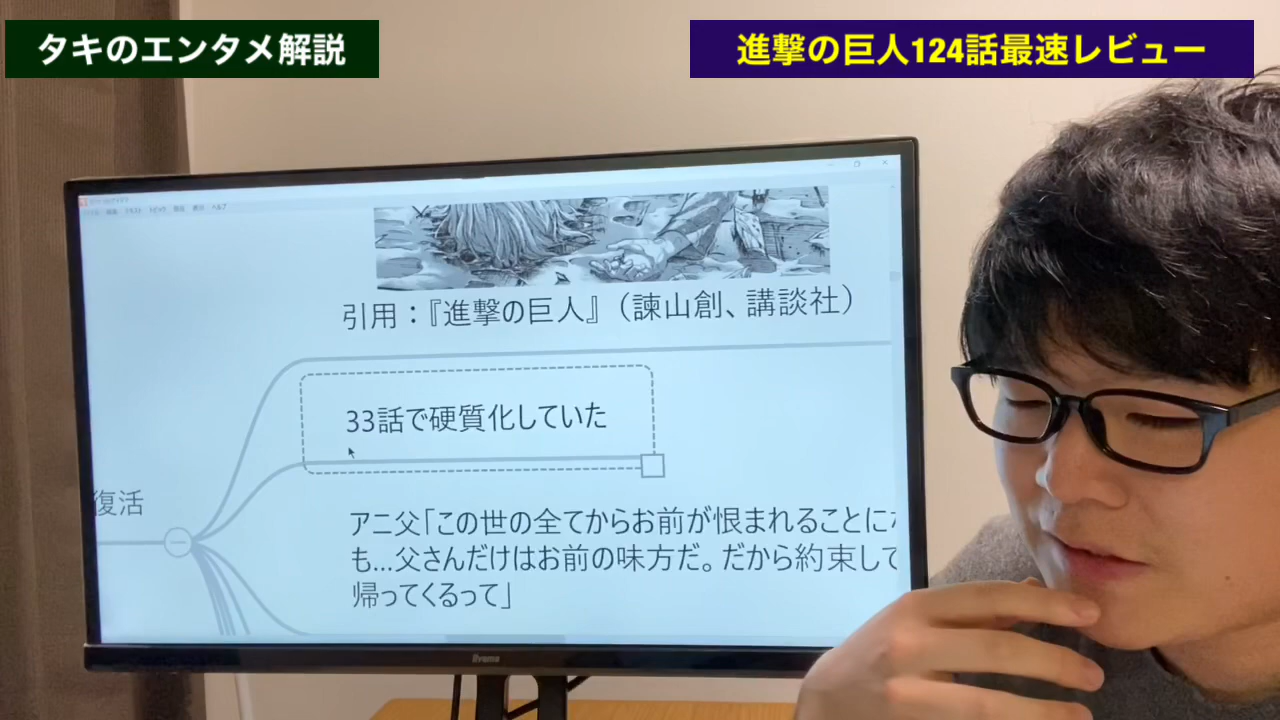 タキのエンタメ解説
進撃の巨人124話最速レビュー
引用：『進撃の巨人』（諫山創、講談社）
33話で硬質化していた
復活
アニ父「この世の全てからお前が恨まれることに
も…父さんだけはお前の味方だ。だから約束して
帰ってくるって」
iiyama